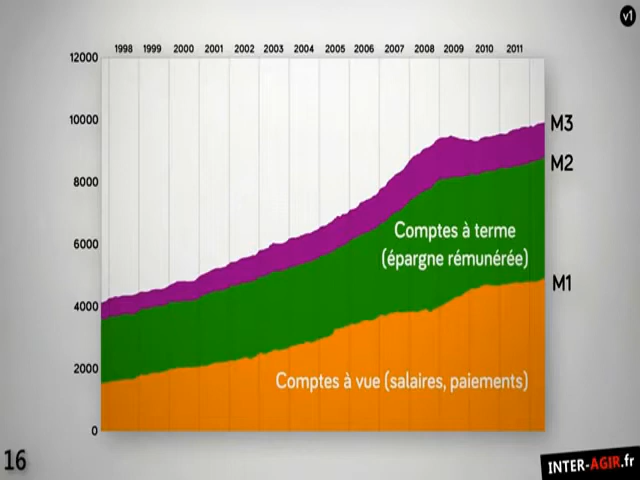 v1
1998 1999 2000 2001 2002 2003 2004 2005 2006 2007 2008 2009 2010 2011
12000
10000
M3
M2
8000
Comptes à terme
6000
(épargne rémunérée)
M1
4000
Comptes à vue (salaires, paiements)
2000
0
16
INTER-AGIR.fr